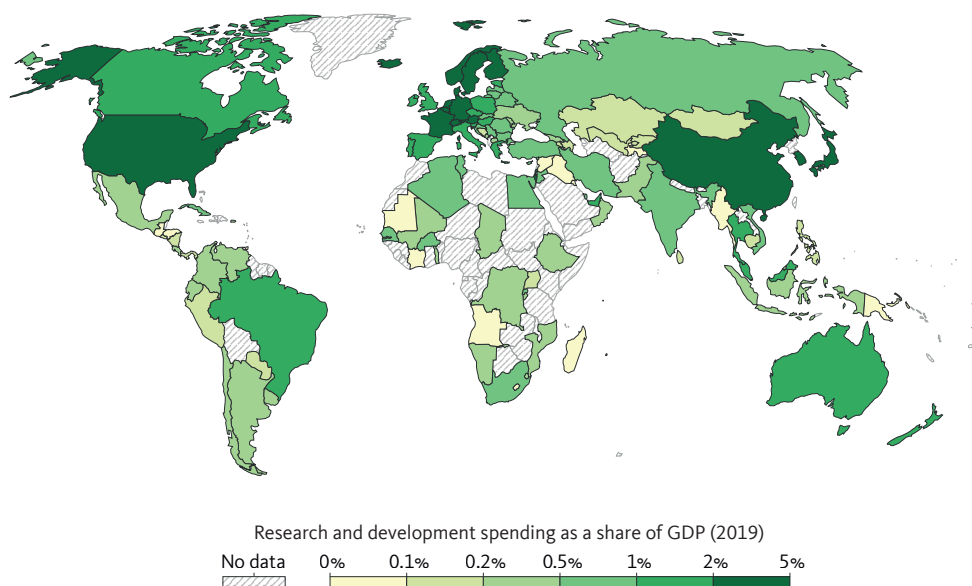 Research and development spending as a share of GDP (2019)
No data 0% 0.1% 0.2% 0.5% 1% 2% 5%